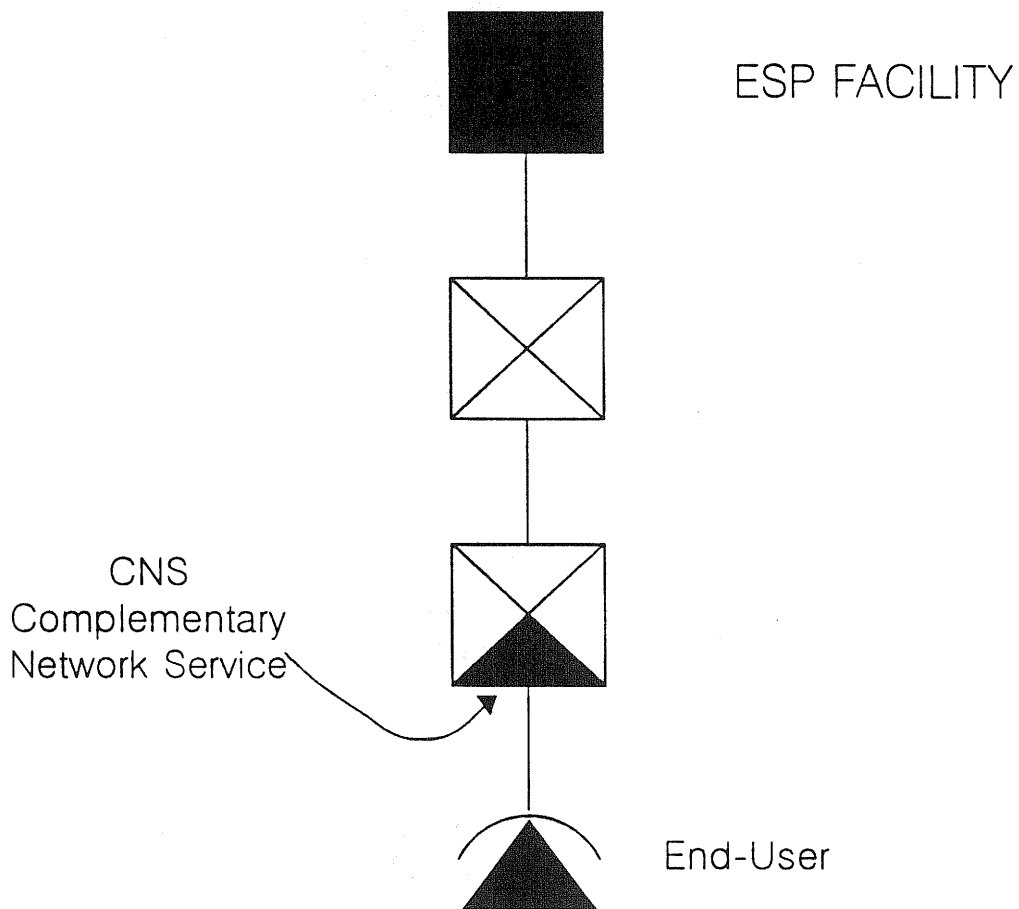 ESP FACILITY
CNS
Complementary
Network Service
End-User